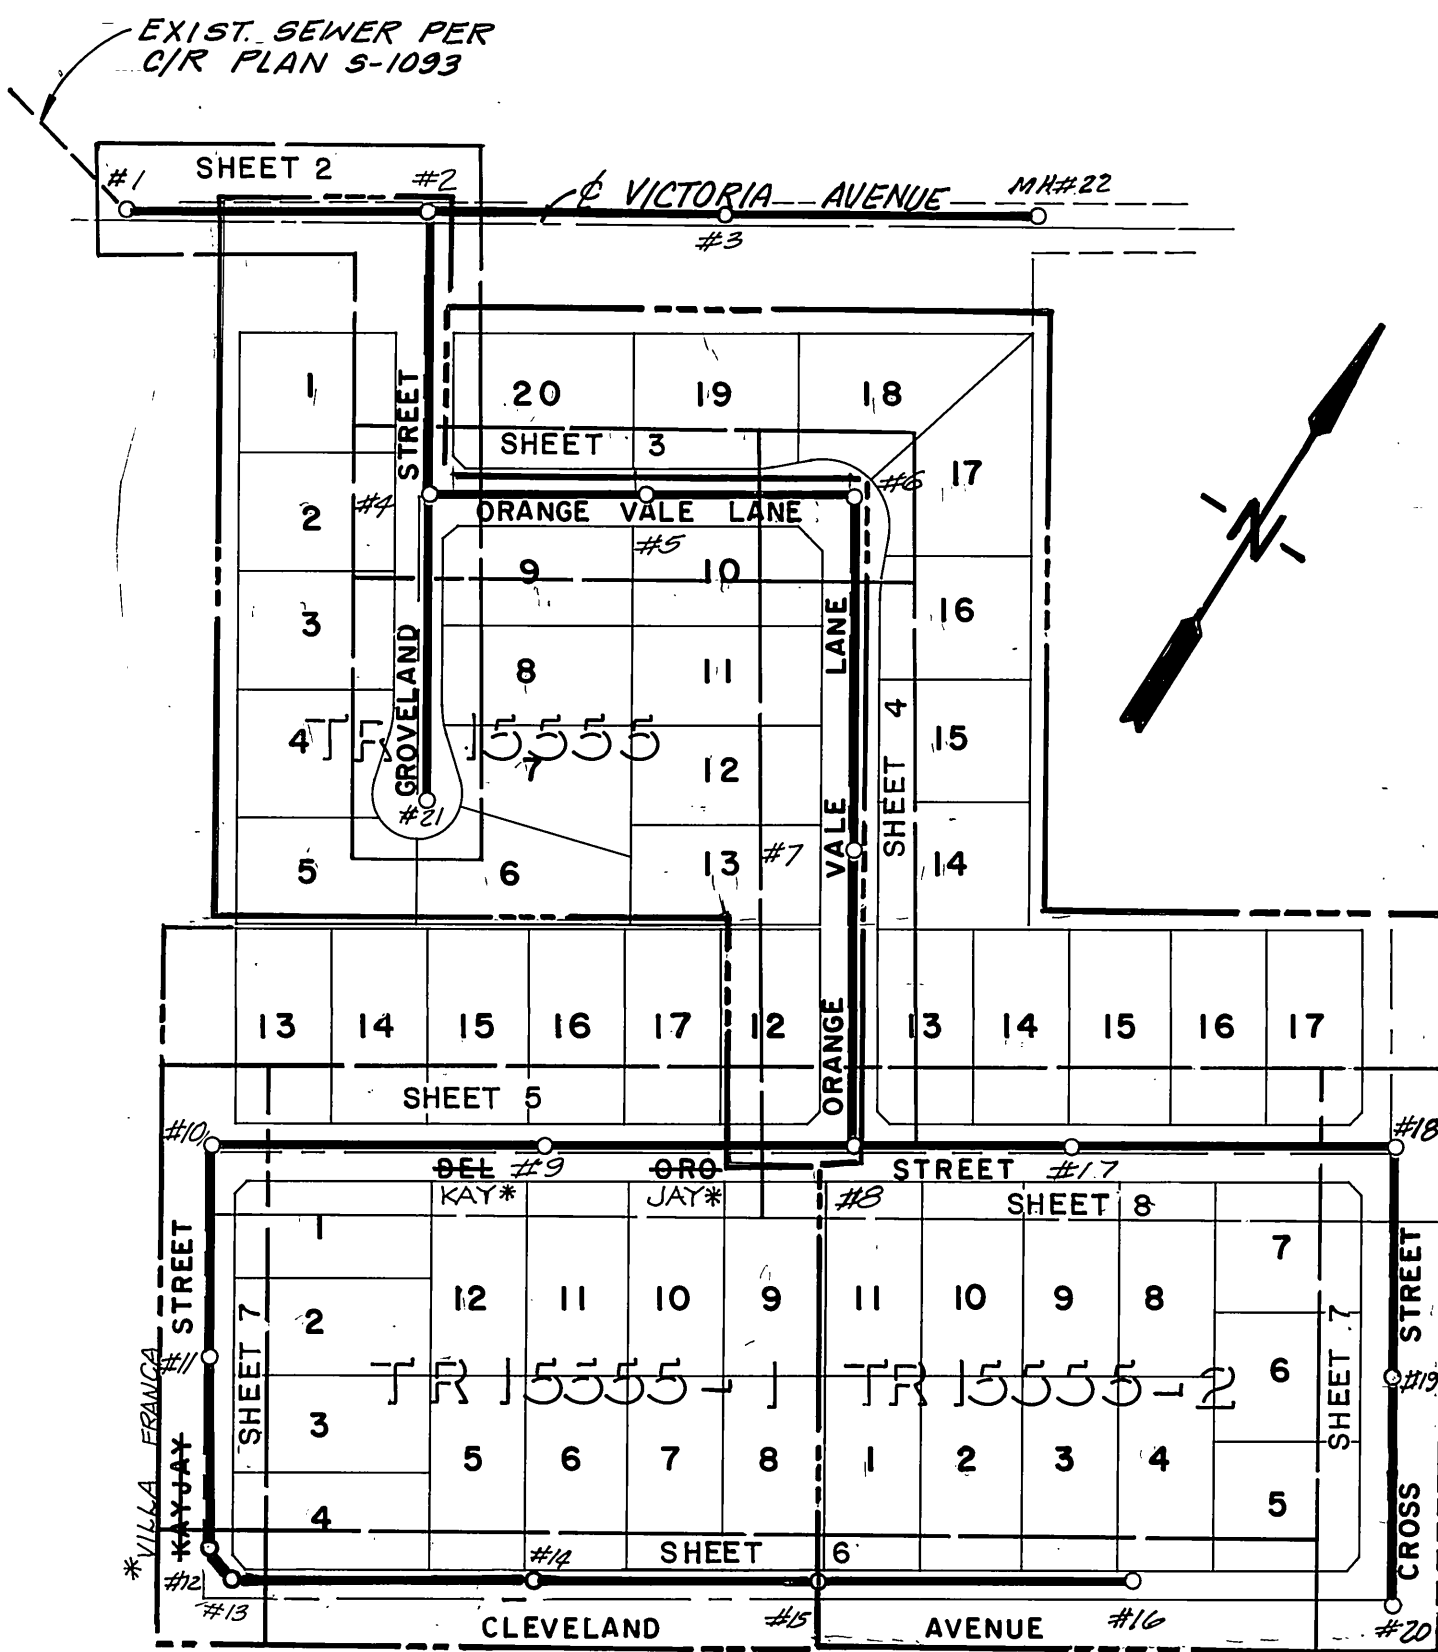 EXIST. SEWER PER
C/R PLAN S-1093
SHEET 2
#1
#2
℄ VICTORIA AVENUE
MH#22
#3
1
STREET
20
19
18
SHEET 3
17
#6
2
#4
ORANGE VALE LANE
#5
N
9
10
3
GROVELAND
LANE
16
8
11
4
TR 15555
7
12
SHEET 4
15
#21
VALE
5
6
13
#7
14
13
14
15
16
17
12
ORANGE
13
14
15
16
17
SHEET 5
#10
#18
DEL
#9
ORO
STREET
#17
KAY*
JAY*
#8
SHEET 8
1
STREET
7
STREET
12
11
10
9
11
10
9
8
2
SHEET 7
#11
TR 15555-1
TR 15555-2
6
SHEET 7
#19
3
5
6
7
8
1
2
3
4
KAYJAY
*VILLA FRANCA
5
CROSS
4
#14
SHEET 6
#12
#13
CLEVELAND
#15
AVENUE
#16
#20